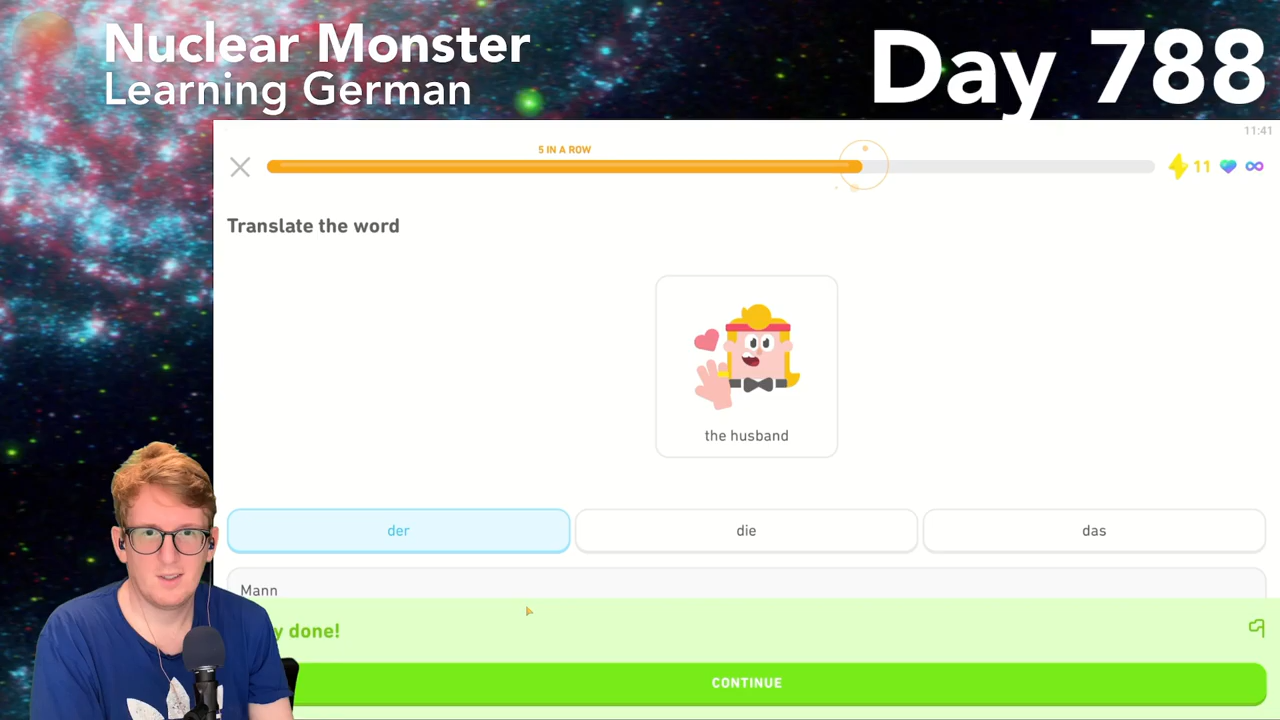 Nuclear Monster
Learning German
Day 788
11:41
5 IN A ROW
11
Translate the word
the husband
der
die
das
Mann
done!
CONTINUE